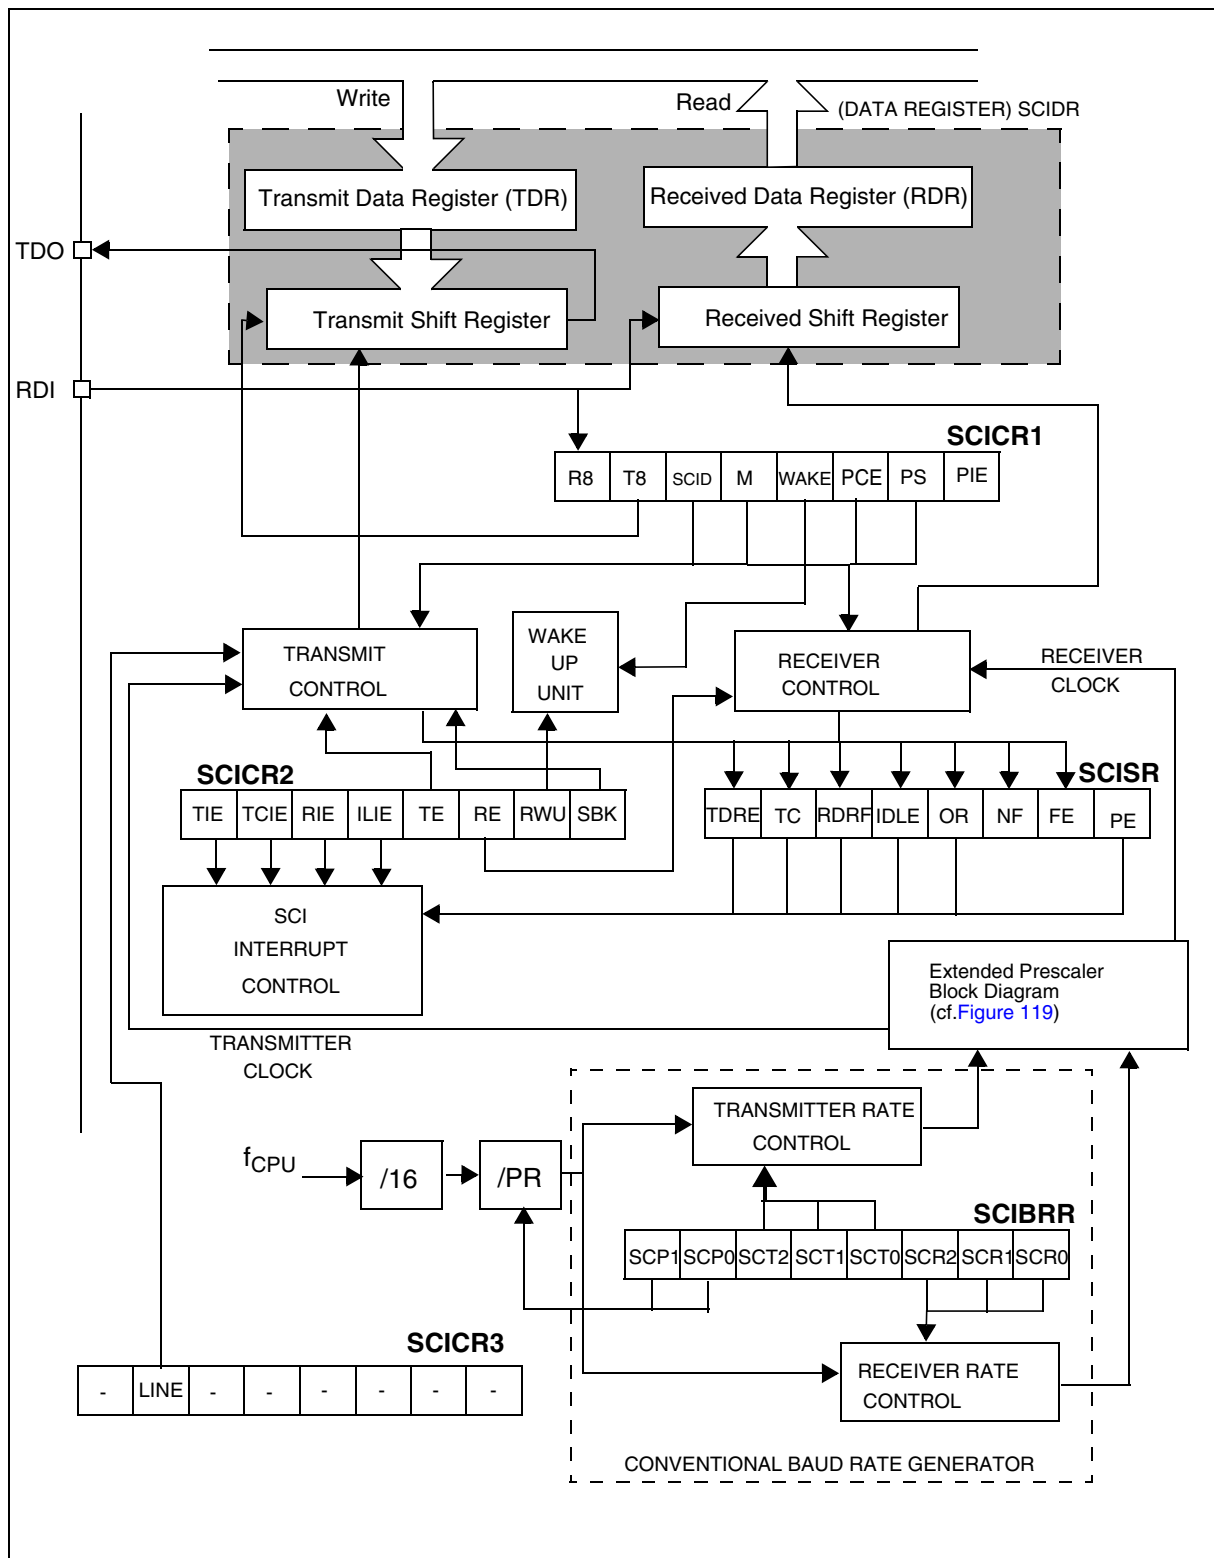 Write
Read
(DATA REGISTER) SCIDR
Transmit Data Register (TDR)
Received Data Register (RDR)
TDO
Transmit Shift Register
Received Shift Register
RDI
SCICR1
R8 T8 SCID M WAKE PCE PS PIE
TRANSMIT
CONTROL
WAKE
UP
UNIT
RECEIVER
CONTROL
RECEIVER
CLOCK
SCICR2
TIE TCIE RIE ILIE TE RE RWU SBK
SCISR
TDRE TC RDRF IDLE OR NF FE PE
SCI
INTERRUPT
CONTROL
Extended Prescaler
Block Diagram
(cf.Figure 119)
TRANSMITTER
CLOCK
TRANSMITTER RATE
CONTROL
fCPU
/16
/PR
SCIBRR
SCP1 SCP0 SCT2 SCT1 SCT0 SCR2 SCR1 SCR0
SCICR3
- LINE - - - - - -
RECEIVER RATE
CONTROL
CONVENTIONAL BAUD RATE GENERATOR